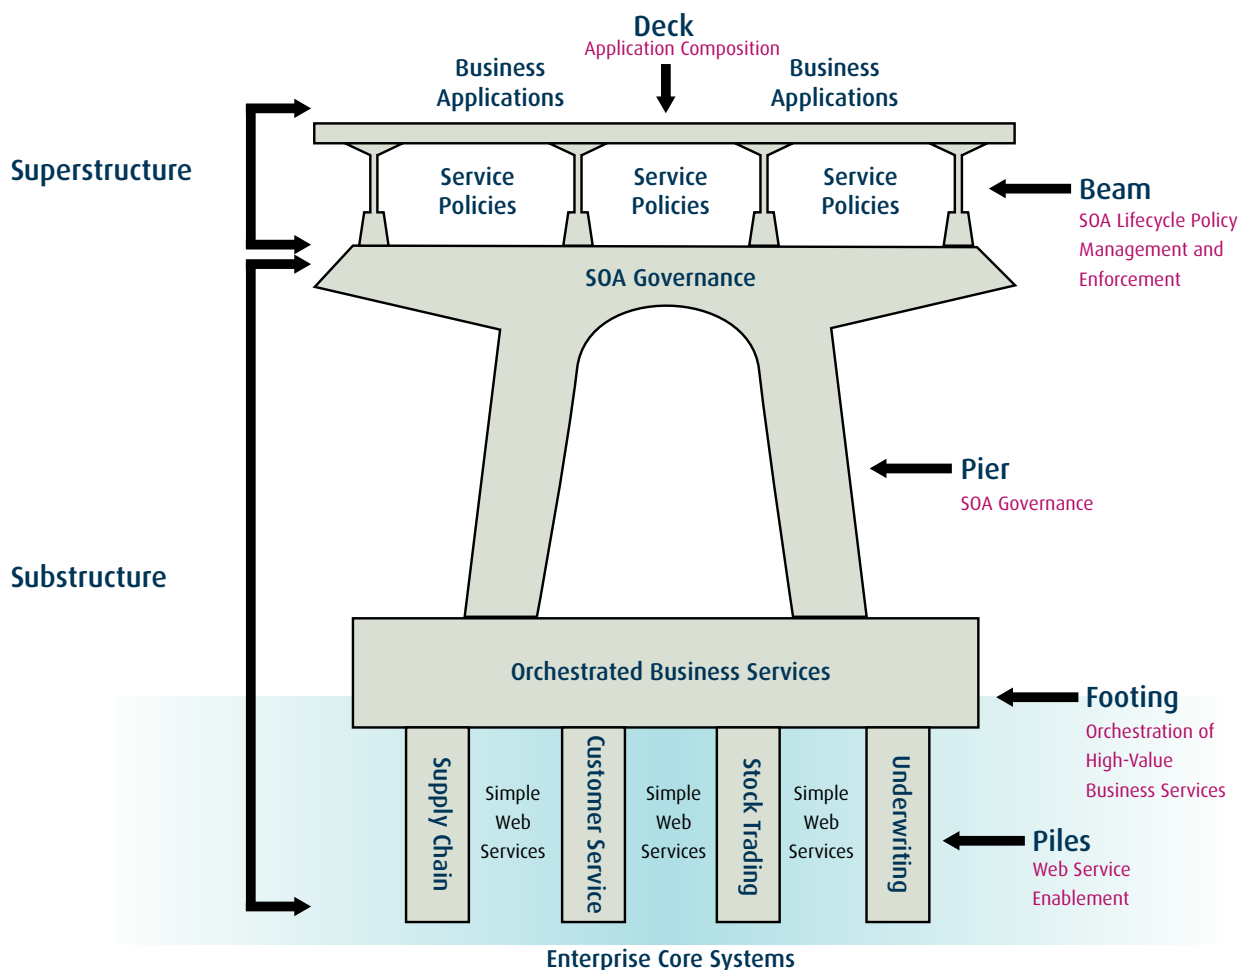 Deck
Application Composition
Business
Applications
Business
Applications
Superstructure
Service
Policies
Service
Policies
Service
Policies
Beam
SOA Lifecycle Policy
Management and
Enforcement
SOA Governance
Pier
SOA Governance
Substructure
Orchestrated Business Services
Footing
Orchestration of
High-Value
Business Services
Supply Chain
Simple
Web
Services
Customer Service
Simple
Web
Services
Stock Trading
Simple
Web
Services
Underwriting
Piles
Web Service
Enablement
Enterprise Core Systems